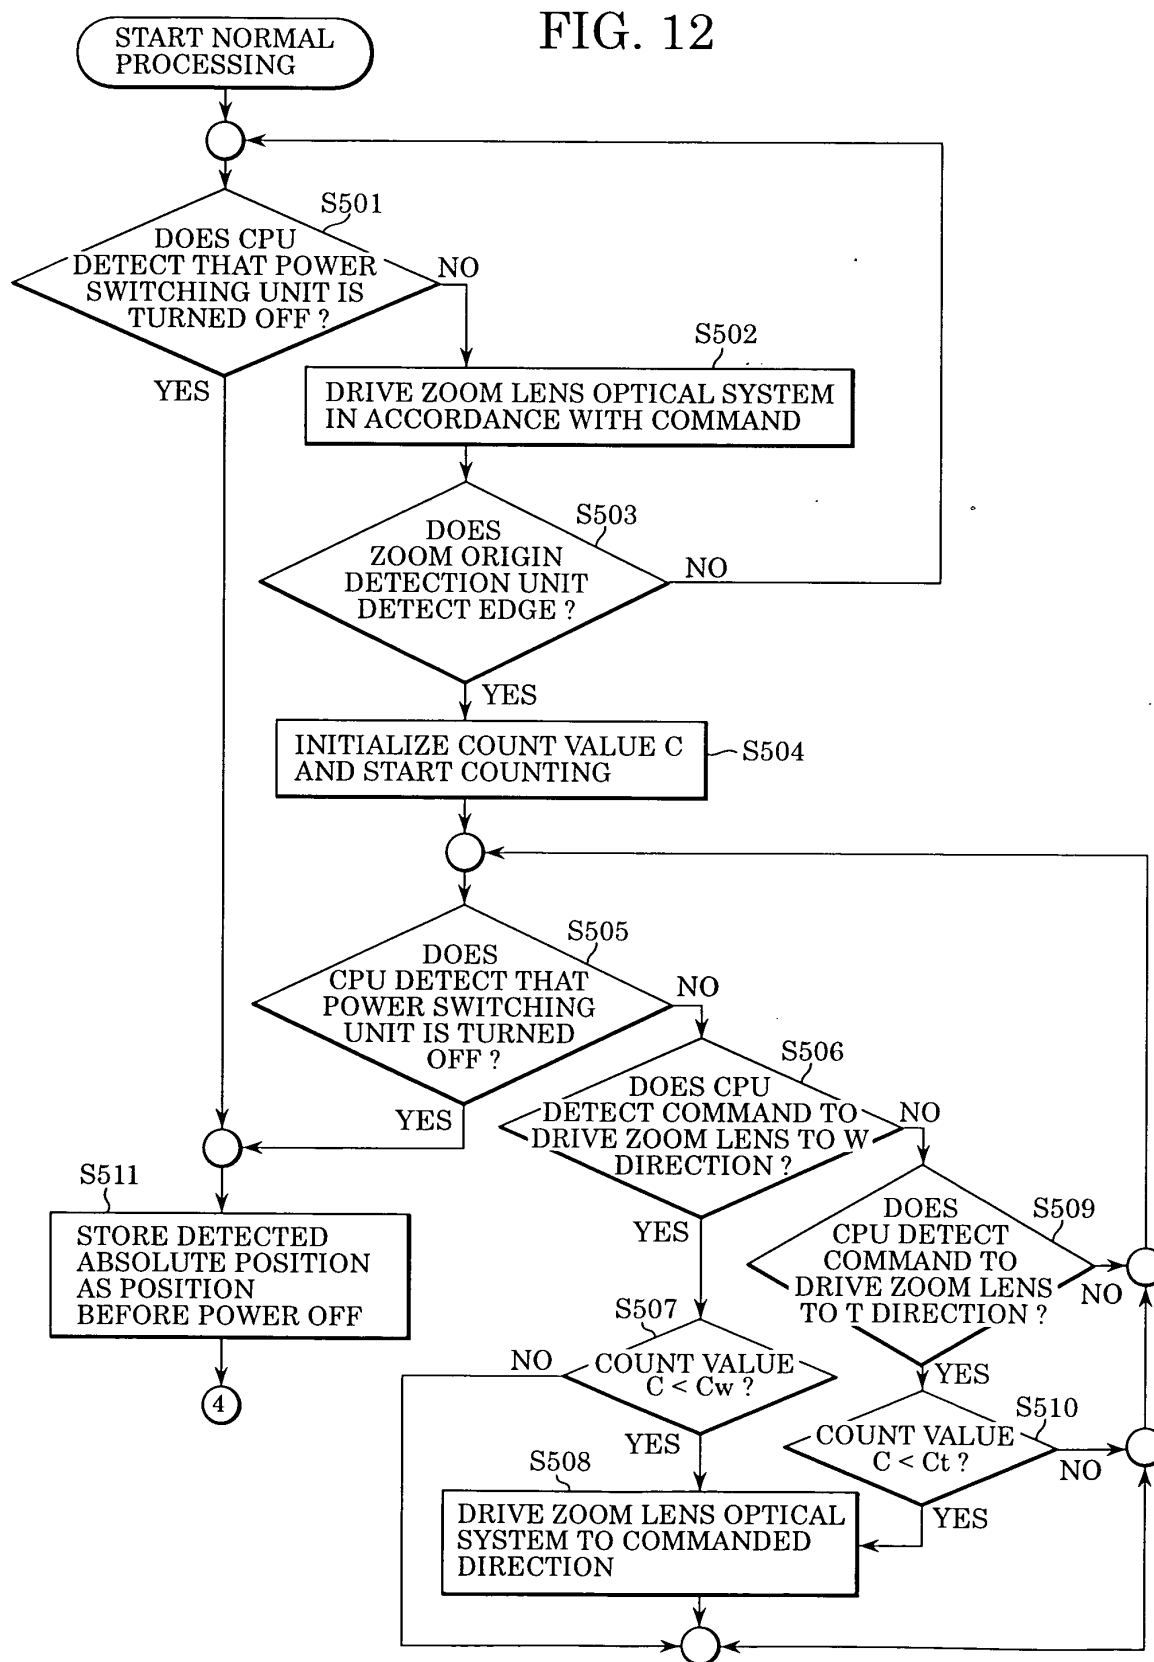 FIG. 12
START NORMAL
PROCESSING
S501
DOES CPU
DETECT THAT POWER
SWITCHING UNIT IS
TURNED OFF ?
NO
YES
S502
DRIVE ZOOM LENS OPTICAL SYSTEM
IN ACCORDANCE WITH COMMAND
S503
DOES
ZOOM ORIGIN
DETECTION UNIT
DETECT EDGE ?
NO
YES
INITIALIZE COUNT VALUE C
AND START COUNTING
S504
S505
DOES
CPU DETECT THAT
POWER SWITCHING
UNIT IS TURNED
OFF ?
NO
YES
S506
DOES CPU
DETECT COMMAND TO
DRIVE ZOOM LENS TO W
DIRECTION ?
NO
YES
S511
STORE DETECTED
ABSOLUTE POSITION
AS POSITION
BEFORE POWER OFF
4
S509
DOES
CPU DETECT
COMMAND TO
DRIVE ZOOM LENS
TO T DIRECTION ?
NO
YES
S507
COUNT VALUE
C < Cw ?
NO
YES
S510
COUNT VALUE
C < Ct ?
NO
YES
S508
DRIVE ZOOM LENS OPTICAL
SYSTEM TO COMMANDED
DIRECTION